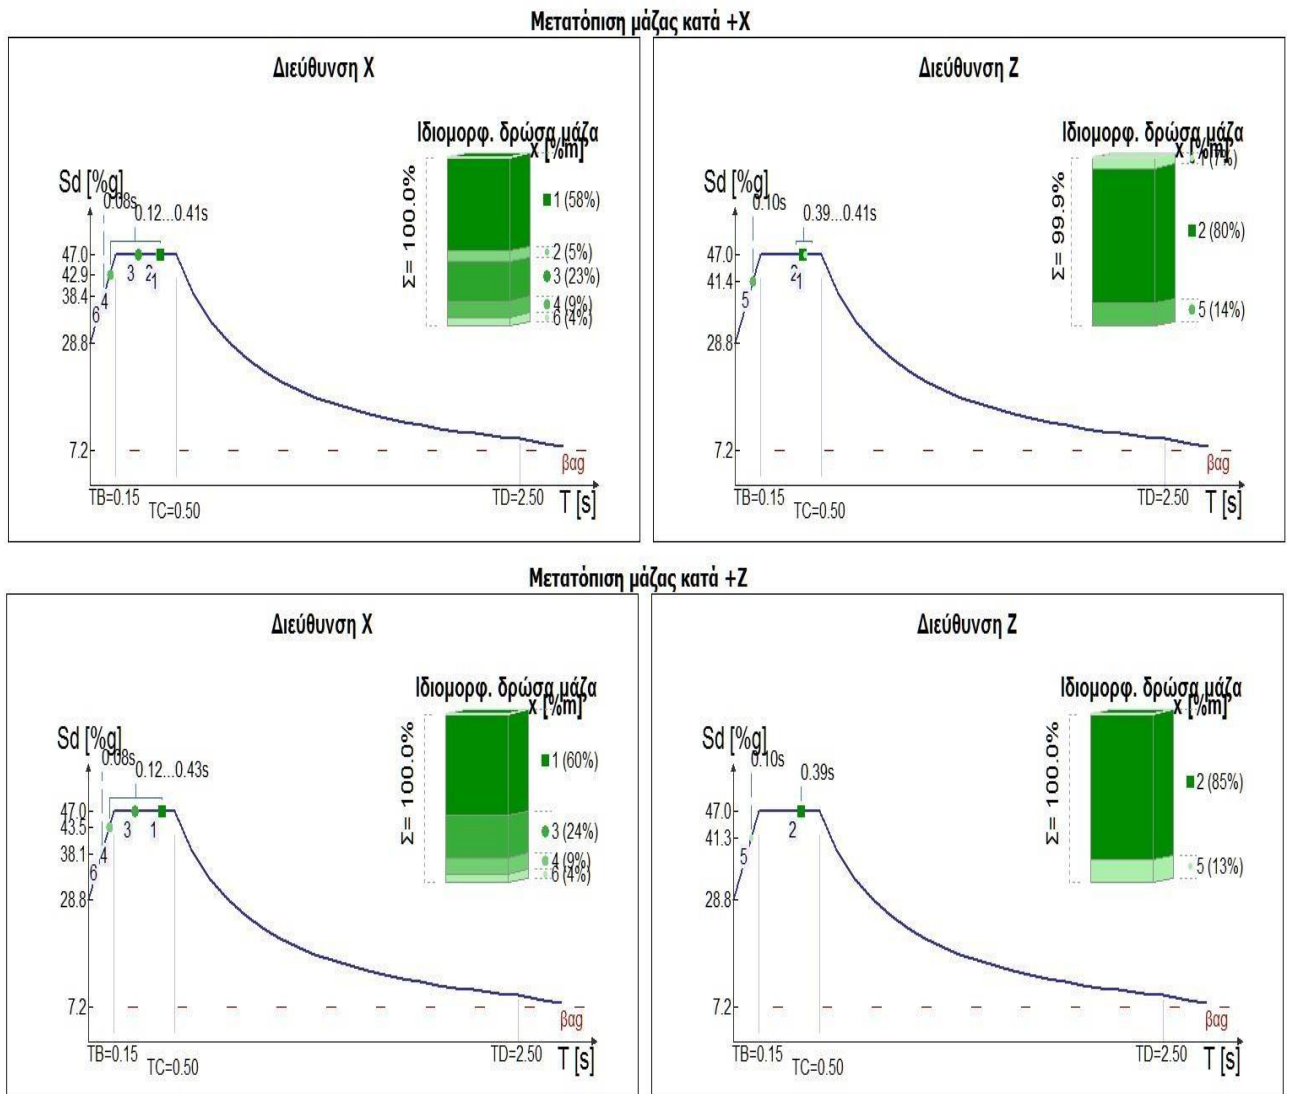 Μετατόπιση μάζας κατά +X
Διεύθυνση X
Ιδιομορφ. δρώσα μάζα
x [%m]
Σ= 100.0%
1 (58%)
2 (5%)
3 (23%)
4 (9%)
6 (4%)
Sd [%g]
0.08s
0.12...0.41s
47.0
42.9
38.4
28.8
7.2
3
2
1
4
6
βαg
TB=0.15
TC=0.50
TD=2.50
T [s]
Διεύθυνση Z
Ιδιομορφ. δρώσα μάζα
x [%m]
Σ= 99.9%
2 (80%)
5 (14%)
Sd [%g]
0.10s
0.39...0.41s
47.0
41.4
28.8
7.2
2
1
5
βαg
TB=0.15
TC=0.50
TD=2.50
T [s]
Μετατόπιση μάζας κατά +Z
Διεύθυνση X
Ιδιομορφ. δρώσα μάζα
x [%m]
Σ= 100.0%
1 (60%)
3 (24%)
4 (9%)
6 (4%)
Sd [%g]
0.08s
0.12...0.43s
47.0
43.5
38.1
28.8
7.2
3
1
4
6
βαg
TB=0.15
TC=0.50
TD=2.50
T [s]
Διεύθυνση Z
Ιδιομορφ. δρώσα μάζα
x [%m]
Σ= 100.0%
2 (85%)
5 (13%)
Sd [%g]
0.10s
0.39s
47.0
41.3
28.8
7.2
2
5
βαg
TB=0.15
TC=0.50
TD=2.50
T [s]